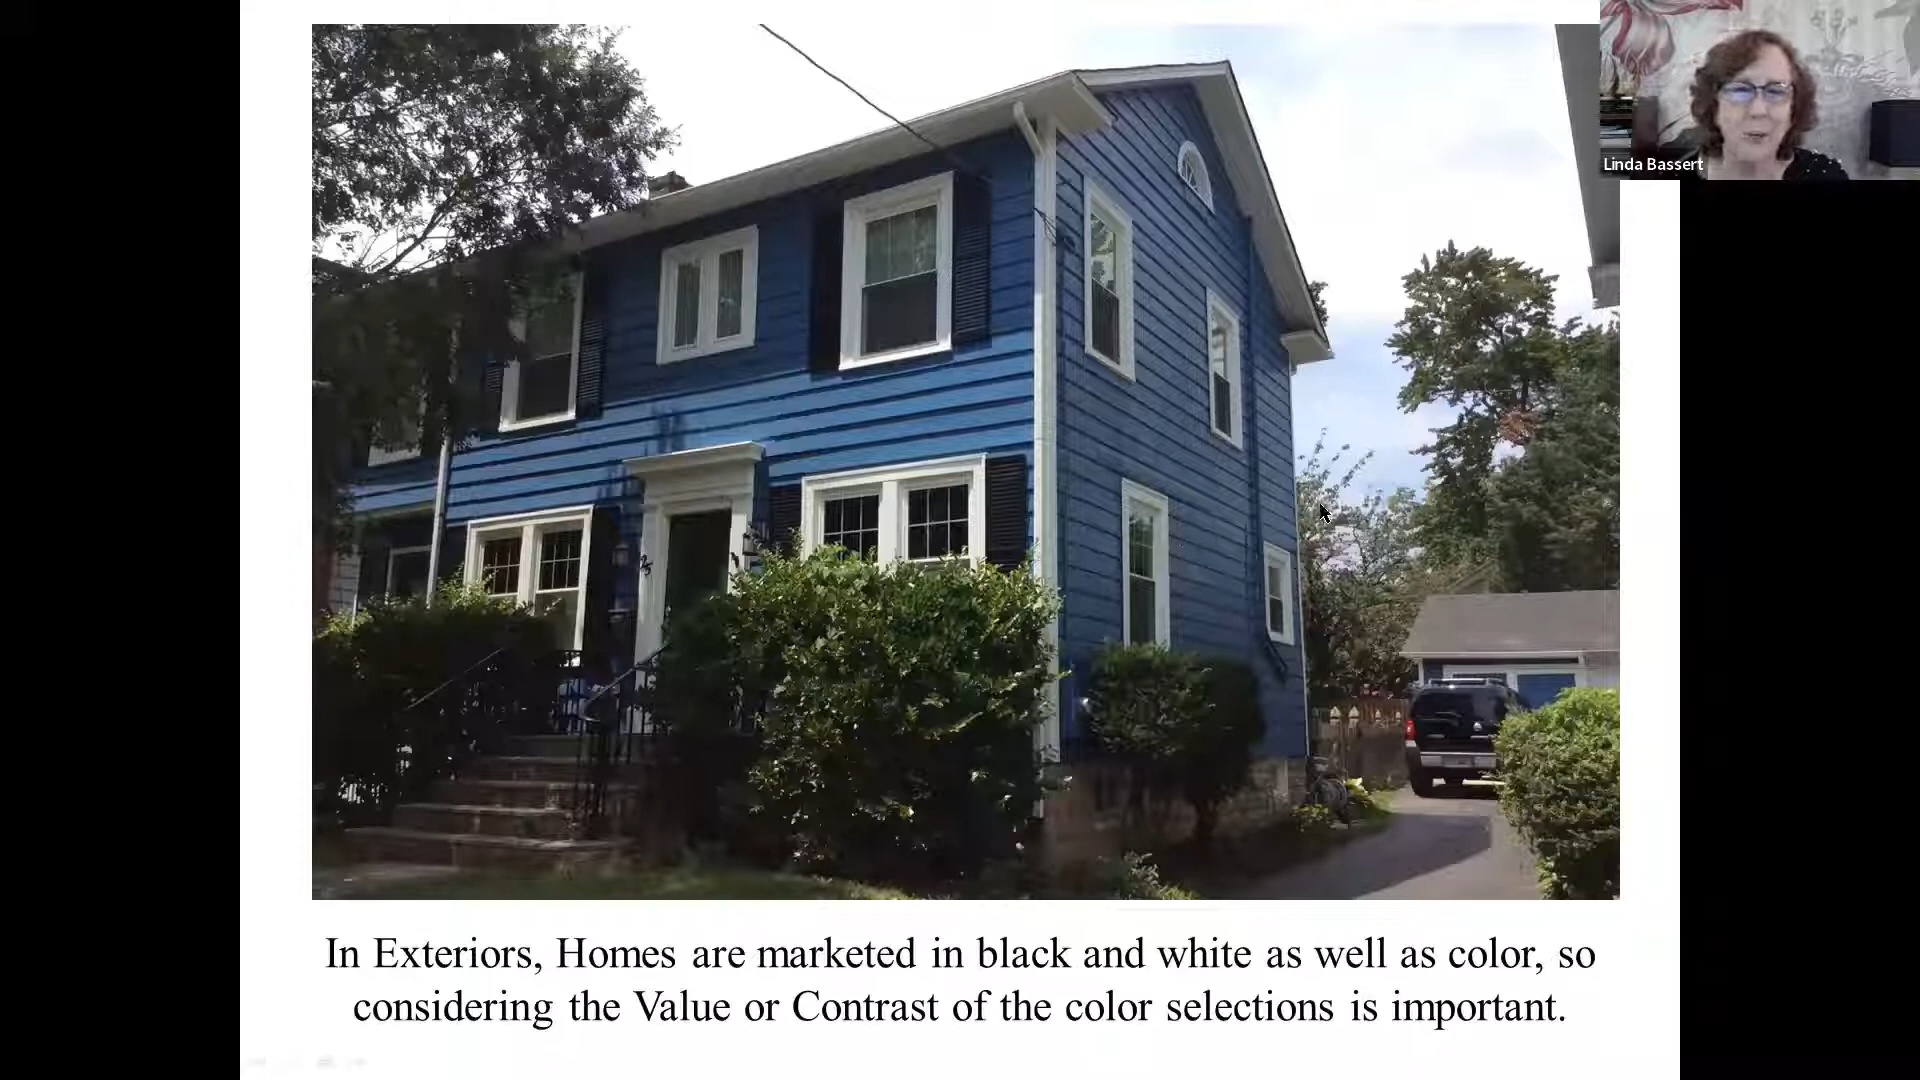 Linda Bassert
25
In Exteriors, Homes are marketed in black and white as well as color, so
considering the Value or Contrast of the color selections is important.